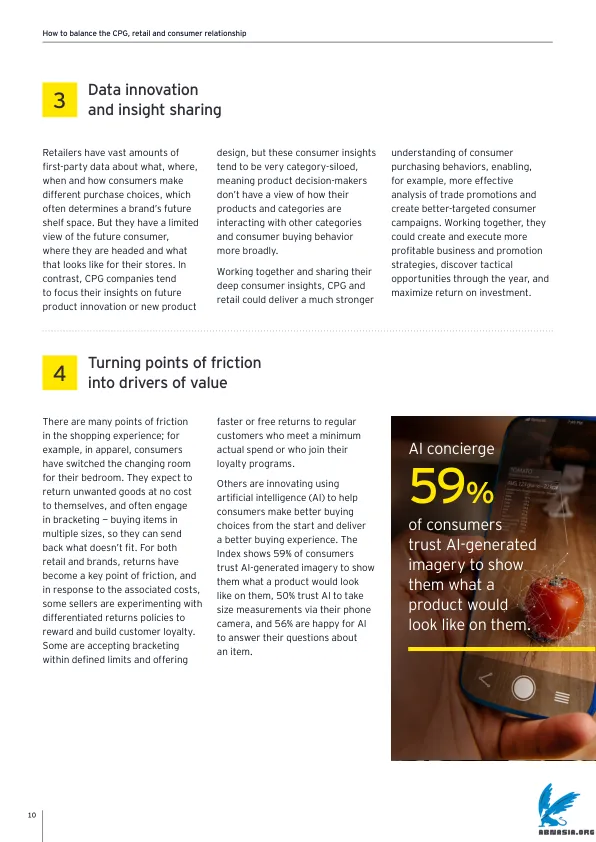 How to balance the CPG, retail and consumer relationship
3
Data innovation
and insight sharing
Retailers have vast amounts of
first-party data about what, where,
when and how consumers make
different purchase choices, which
often determines a brand’s future
shelf space. But they have a limited
view of the future consumer,
where they are headed and what
that looks like for their stores. In
contrast, CPG companies tend
to focus their insights on future
product innovation or new product
design, but these consumer insights
tend to be very category-siloed,
meaning product decision-makers
don’t have a view of how their
products and categories are
interacting with other categories
and consumer buying behavior
more broadly.
Working together and sharing their
deep consumer insights, CPG and
retail could deliver a much stronger
understanding of consumer
purchasing behaviors, enabling,
for example, more effective
analysis of trade promotions and
create better-targeted consumer
campaigns. Working together, they
could create and execute more
profitable business and promotion
strategies, discover tactical
opportunities through the year, and
maximize return on investment.
4
Turning points of friction
into drivers of value
There are many points of friction
in the shopping experience; for
example, in apparel, consumers
have switched the changing room
for their bedroom. They expect to
return unwanted goods at no cost
to themselves, and often engage
in bracketing — buying items in
multiple sizes, so they can send
back what doesn’t fit. For both
retail and brands, returns have
become a key point of friction, and
in response to the associated costs,
some sellers are experimenting with
differentiated returns policies to
reward and build customer loyalty.
Some are accepting bracketing
within defined limits and offering
faster or free returns to regular
customers who meet a minimum
actual spend or who join their
loyalty programs.
Others are innovating using
artificial intelligence (AI) to help
consumers make better buying
choices from the start and deliver
a better buying experience. The
Index shows 59% of consumers
trust AI-generated imagery to show
them what a product would look
like on them, 50% trust AI to take
size measurements via their phone
camera, and 56% are happy for AI
to answer their questions about
an item.
AI concierge
59%
of consumers
trust AI-generated
imagery to show
them what a
product would
look like on them.
10
ABNASIA.ORG